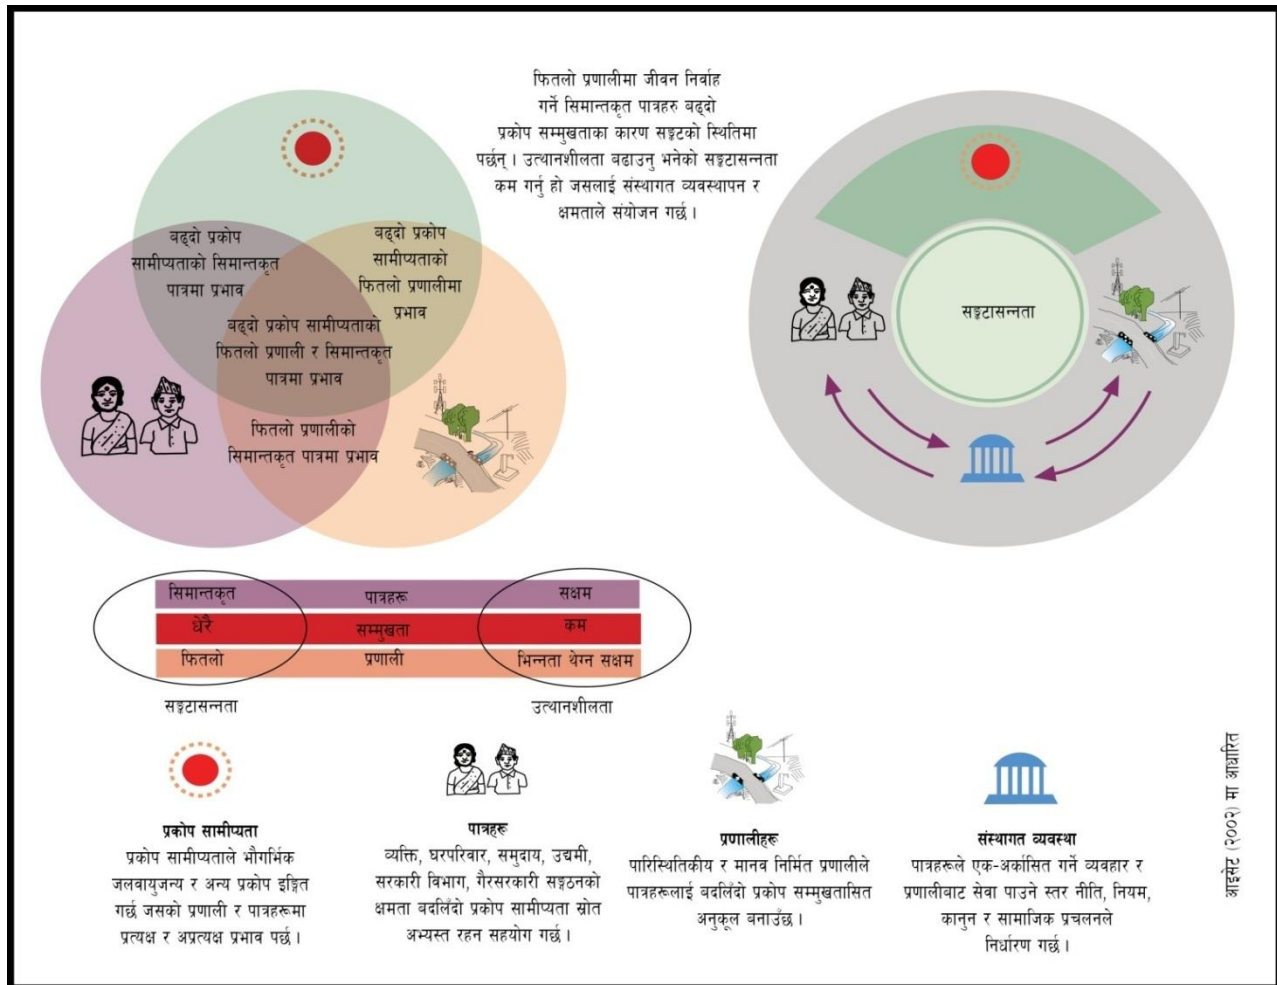 फितलो प्रणालीमा जीवन निर्वाह
गर्ने सिमान्तकृत पात्रहरु बढ्दो
प्रकोप सम्मुखताका कारण सङ्कटको स्थितिमा
पर्छन् । उत्थानशीलता बढाउनु भनेको सङ्कटासन्नता
कम गर्नु हो जसलाई संस्थागत व्यवस्थापन र
क्षमताले संयोजन गर्छ ।
बढ्दो प्रकोप
सामीप्यताको सिमान्तकृत
पात्रमा प्रभाव
बढ्दो प्रकोप
सामीप्यताको
फितलो प्रणालीमा
प्रभाव
बढ्दो प्रकोप सामीप्यताको
फितलो प्रणाली र सिमान्तकृत
पात्रमा प्रभाव
फितलो प्रणालीको
सिमान्तकृत पात्रमा प्रभाव
सङ्कटासन्नता
सिमान्तकृत पात्रहरू सक्षम
धेरै सम्मुखता कम
फितलो प्रणाली भिन्नता थेग्न सक्षम
सङ्कटासन्नता उत्थानशीलता
प्रकोप सामीप्यता
प्रकोप सामीप्यताले भौगर्भिक
जलवायुजन्य र अन्य प्रकोप इङ्गित
गर्छ जसको प्रणाली र पात्रहरूमा
प्रत्यक्ष र अप्रत्यक्ष प्रभाव पर्छ ।
पात्रहरू
व्यक्ति, घरपरिवार, समुदाय, उद्यमी,
सरकारी विभाग, गैरसरकारी सङ्गठनको
क्षमता बदलिँदो प्रकोप सामीप्यता स्रोत
अभ्यस्त रहन सहयोग गर्छ ।
प्रणालीहरू
पारिस्थितिकीय र मानव निर्मित प्रणालीले
पात्रहरूलाई बदलिँदो प्रकोप सम्मुखतासित
अनुकूल बनाउँछ ।
संस्थागत व्यवस्था
पात्रहरूले एक-अर्कासित गर्ने व्यवहार र
प्रणालीबाट सेवा पाउने स्तर नीति, नियम,
कानुन र सामाजिक प्रचलनले
निर्धारण गर्छ ।
आइसेट (२००२) मा आधारित